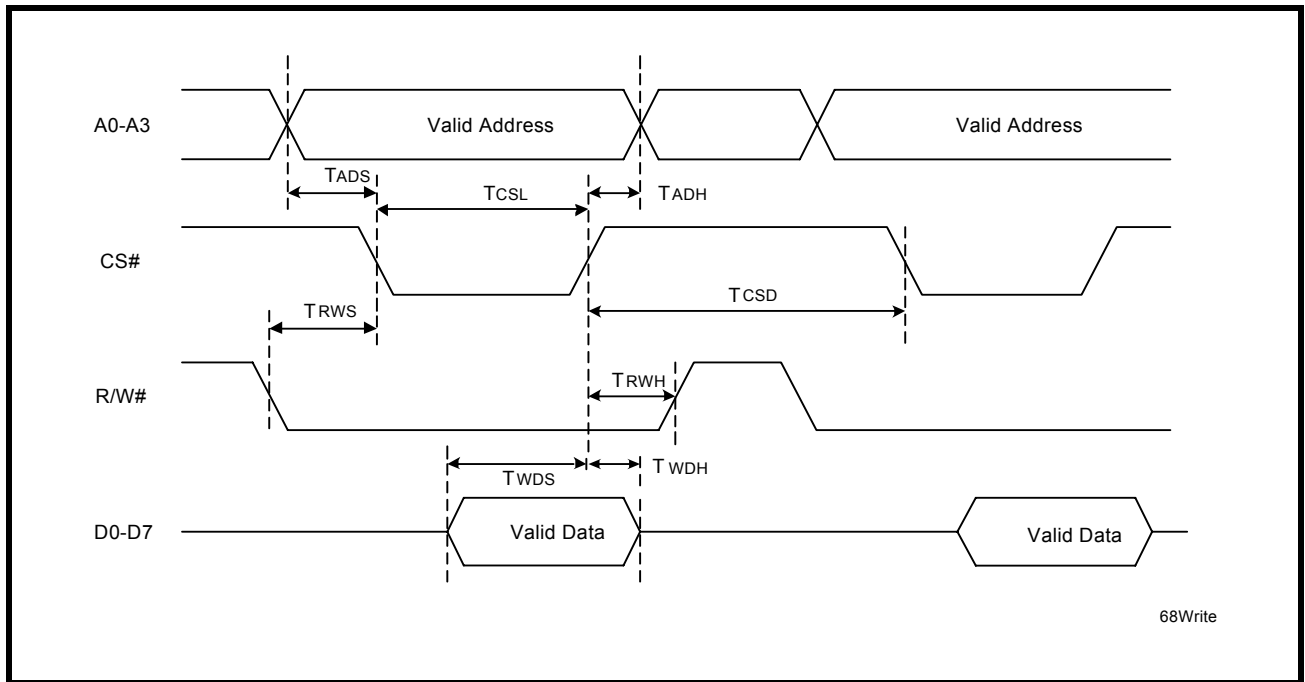 A0-A3
Valid Address
Valid Address
TADS
TCSL
TADH
CS#
TCSD
TRWS
R/W#
TRWH
TWDS
T WDH
D0-D7
Valid Data
Valid Data
68Write